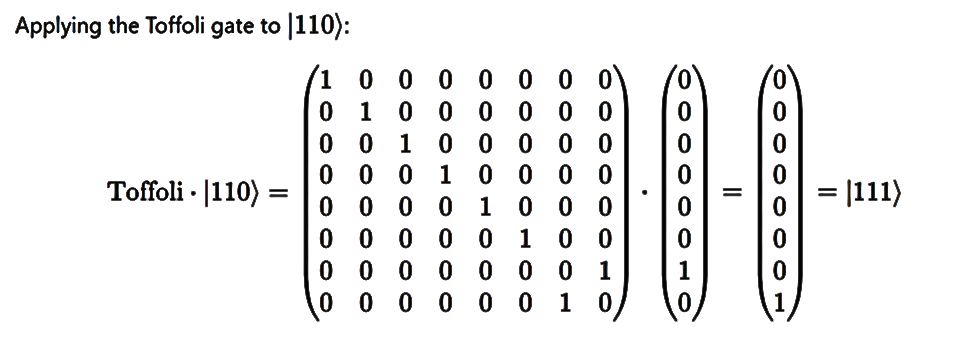 Applying the Toffoli gate to |110⟩:
1 0 0 0 0 0 0 0 0 0
0 1 0 0 0 0 0 0 0 0
0 0 1 0 0 0 0 0 0 0
0 0 0 1 0 0 0 0 0 0
Toffoli · |110⟩ = · = = |111⟩
0 0 0 0 1 0 0 0 0 0
0 0 0 0 0 1 0 0 0 0
0 0 0 0 0 0 0 1 1 0
0 0 0 0 0 0 1 0 0 1